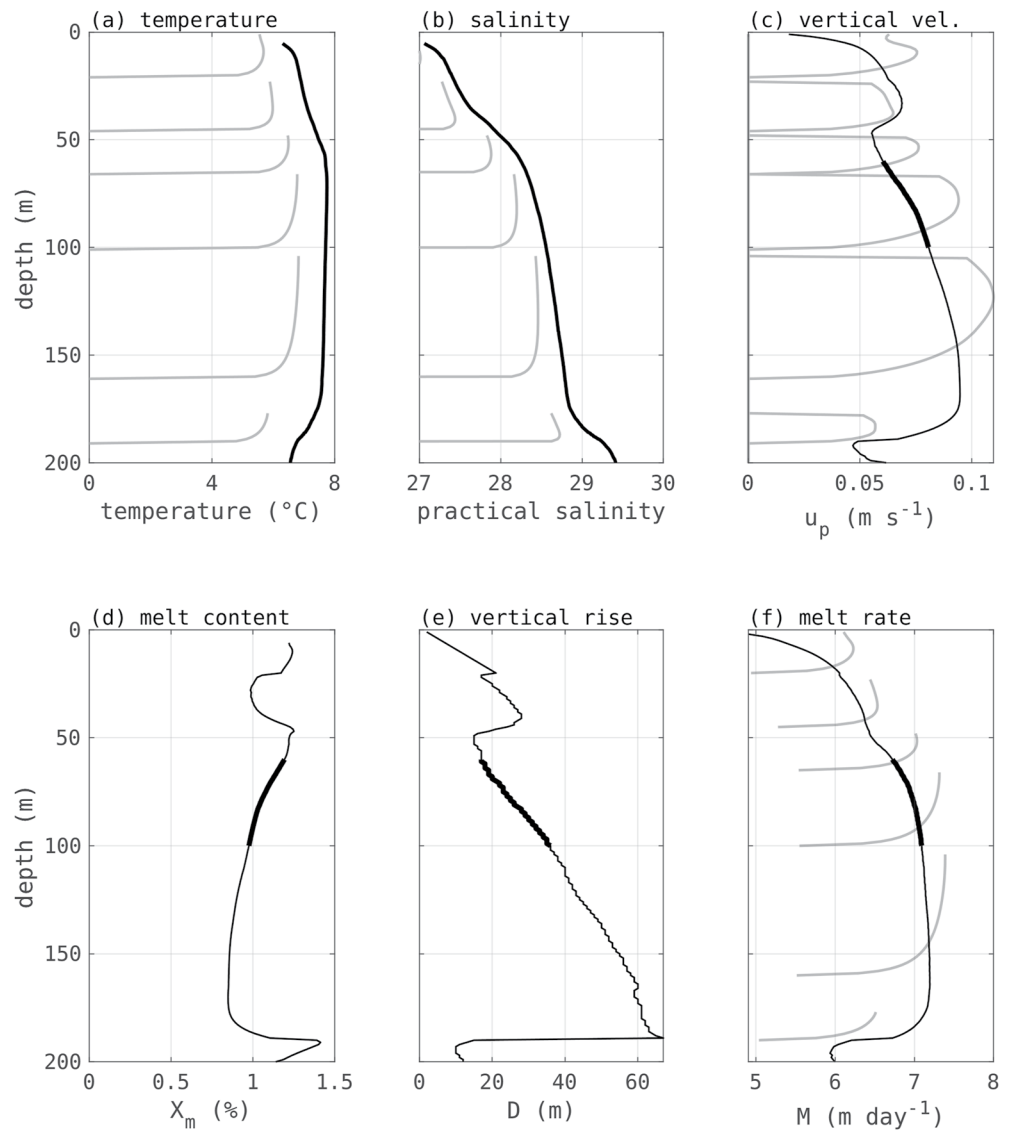 (a) temperature
(b) salinity
(c) vertical vel.
0
50
100
150
200
depth (m)
0 4 8
27 28 29 30
0 0.05 0.1
temperature (°C)
practical salinity
u_p (m s^-1)
(d) melt content
(e) vertical rise
(f) melt rate
0
50
100
150
200
depth (m)
0 0.5 1 1.5
0 20 40 60
5 6 7 8
X_m (%)
D (m)
M (m day^-1)